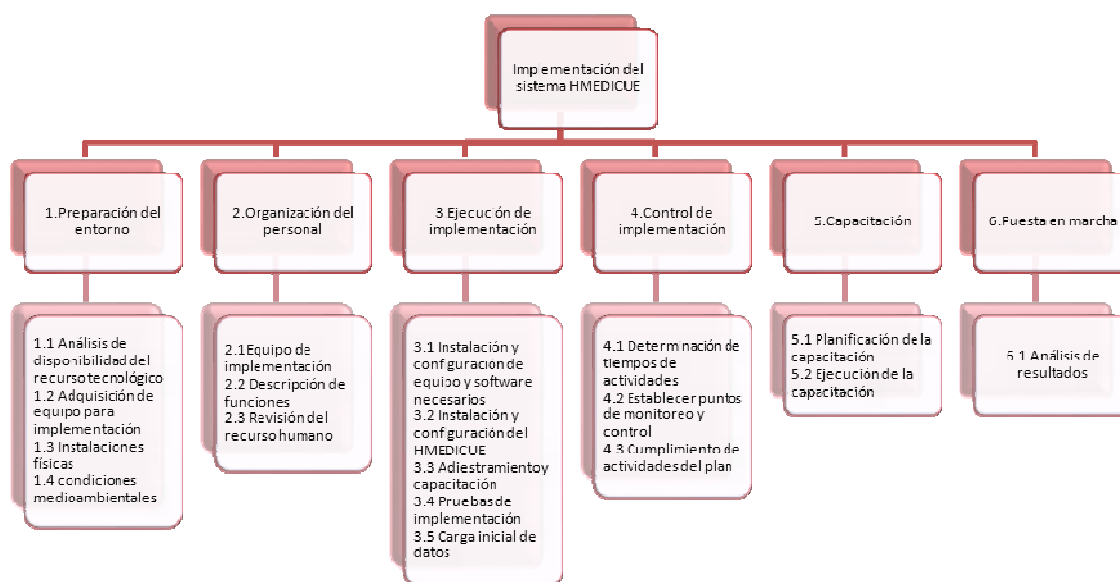 Implementación del
sistema HMEDICUE
1.Preparación del
entorno
2.Organización del
personal
3 Ejecución de
implementación
4.Control de
implementación
5.Capacitación
6.Puesta en marcha
1.1 Análisis de
disponibilidad del
recurso tecnológico
1.2 Adquisición de
equipo para
implementación
1.3 Instalaciones
físicas
1.4 condiciones
medioambientales
2.1Equipo de
implementación
2.2 Descripción de
funciones
2.3 Revisión del
recurso humano
3.1 Instalación y
configuración de
equipo y software
necesarios
3.2 Instalación y
configuración del
HMEDICUE
3.3 Adiestramiento y
capacitación
3.4 Pruebas de
implementación
3.5 Carga inicial de
datos
4.1 Determinación de
tiempos de
actividades
4.2 Establecer puntos
de monitoreo y
control
4.3 Cumplimiento de
actividades del plan
5.1 Planificación de la
capacitación
5.2 Ejecución de la
capacitación
6.1 Análisis de
resultados